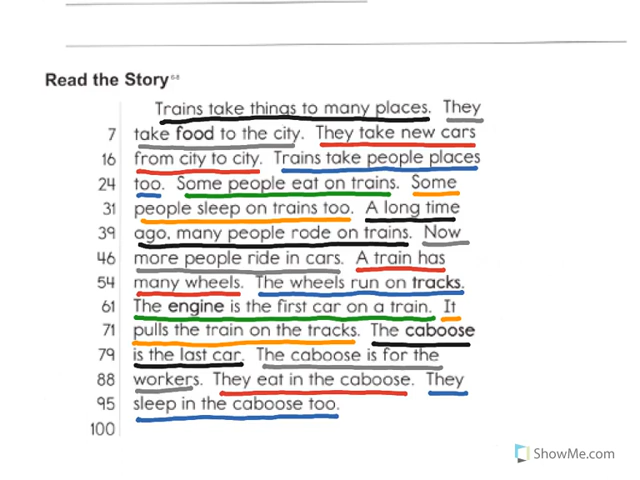 Read the Story
Trains take things to many places. They
7 take food to the city. They take new cars
16 from city to city. Trains take people places
24 too. Some people eat on trains. Some
31 people sleep on trains too. A long time
39 ago, many people rode on trains. Now
46 more people ride in cars. A train has
54 many wheels. The wheels run on tracks.
61 The engine is the first car on a train. It
71 pulls the train on the tracks. The caboose
79 is the last car. The caboose is for the
88 workers. They eat in the caboose. They
95 sleep in the caboose too.
100
ShowMe.com